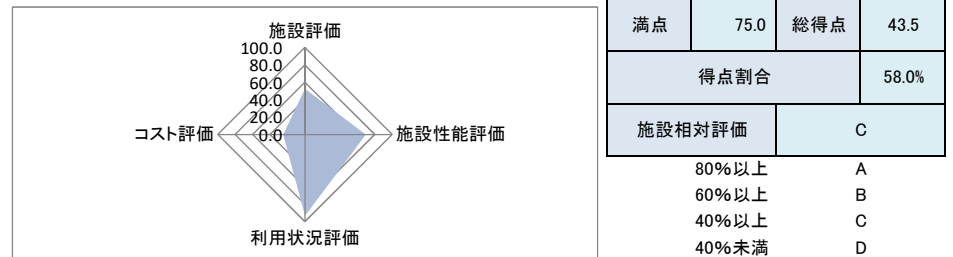 施設評価
100.0
80.0
60.0
40.0
20.0
0.0
コスト評価
施設性能評価
利用状況評価
満点 75.0 総得点 43.5
得点割合 58.0%
施設相対評価 C
80%以上 A
60%以上 B
40%以上 C
40%未満 D